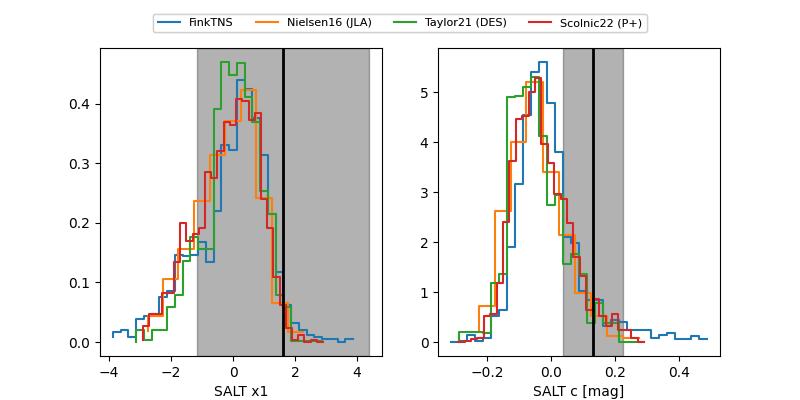 FinkTNS Nielsen16 (JLA) Taylor21 (DES) Scolnic22 (P+)
0.4
0.3
0.2
0.1
0.0
−4 −2 0 2 4
SALT x1
5
4
3
2
1
0
−0.2 0.0 0.2 0.4
SALT c [mag]